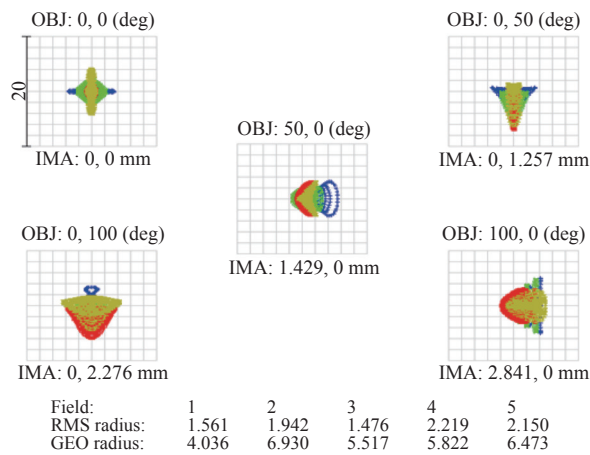 OBJ: 0, 0 (deg)
OBJ: 0, 50 (deg)
20
IMA: 0, 0 mm
OBJ: 50, 0 (deg)
IMA: 0, 1.257 mm
OBJ: 0, 100 (deg)
IMA: 1.429, 0 mm
OBJ: 100, 0 (deg)
IMA: 0, 2.276 mm
IMA: 2.841, 0 mm
Field: 1 2 3 4 5
RMS radius: 1.561 1.942 1.476 2.219 2.150
GEO radius: 4.036 6.930 5.517 5.822 6.473